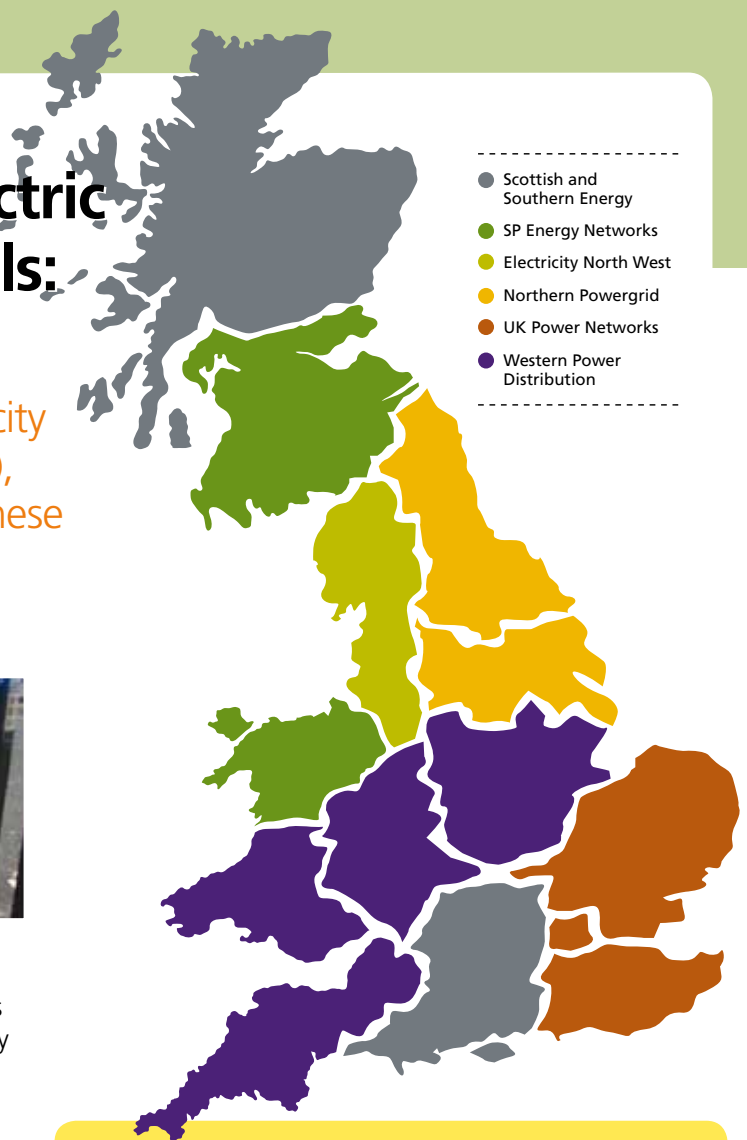 ctric
ls:
city
),
nese
s
y
Scottish and
Southern Energy
SP Energy Networks
Electricity North West
Northern Powergrid
UK Power Networks
Western Power
Distribution